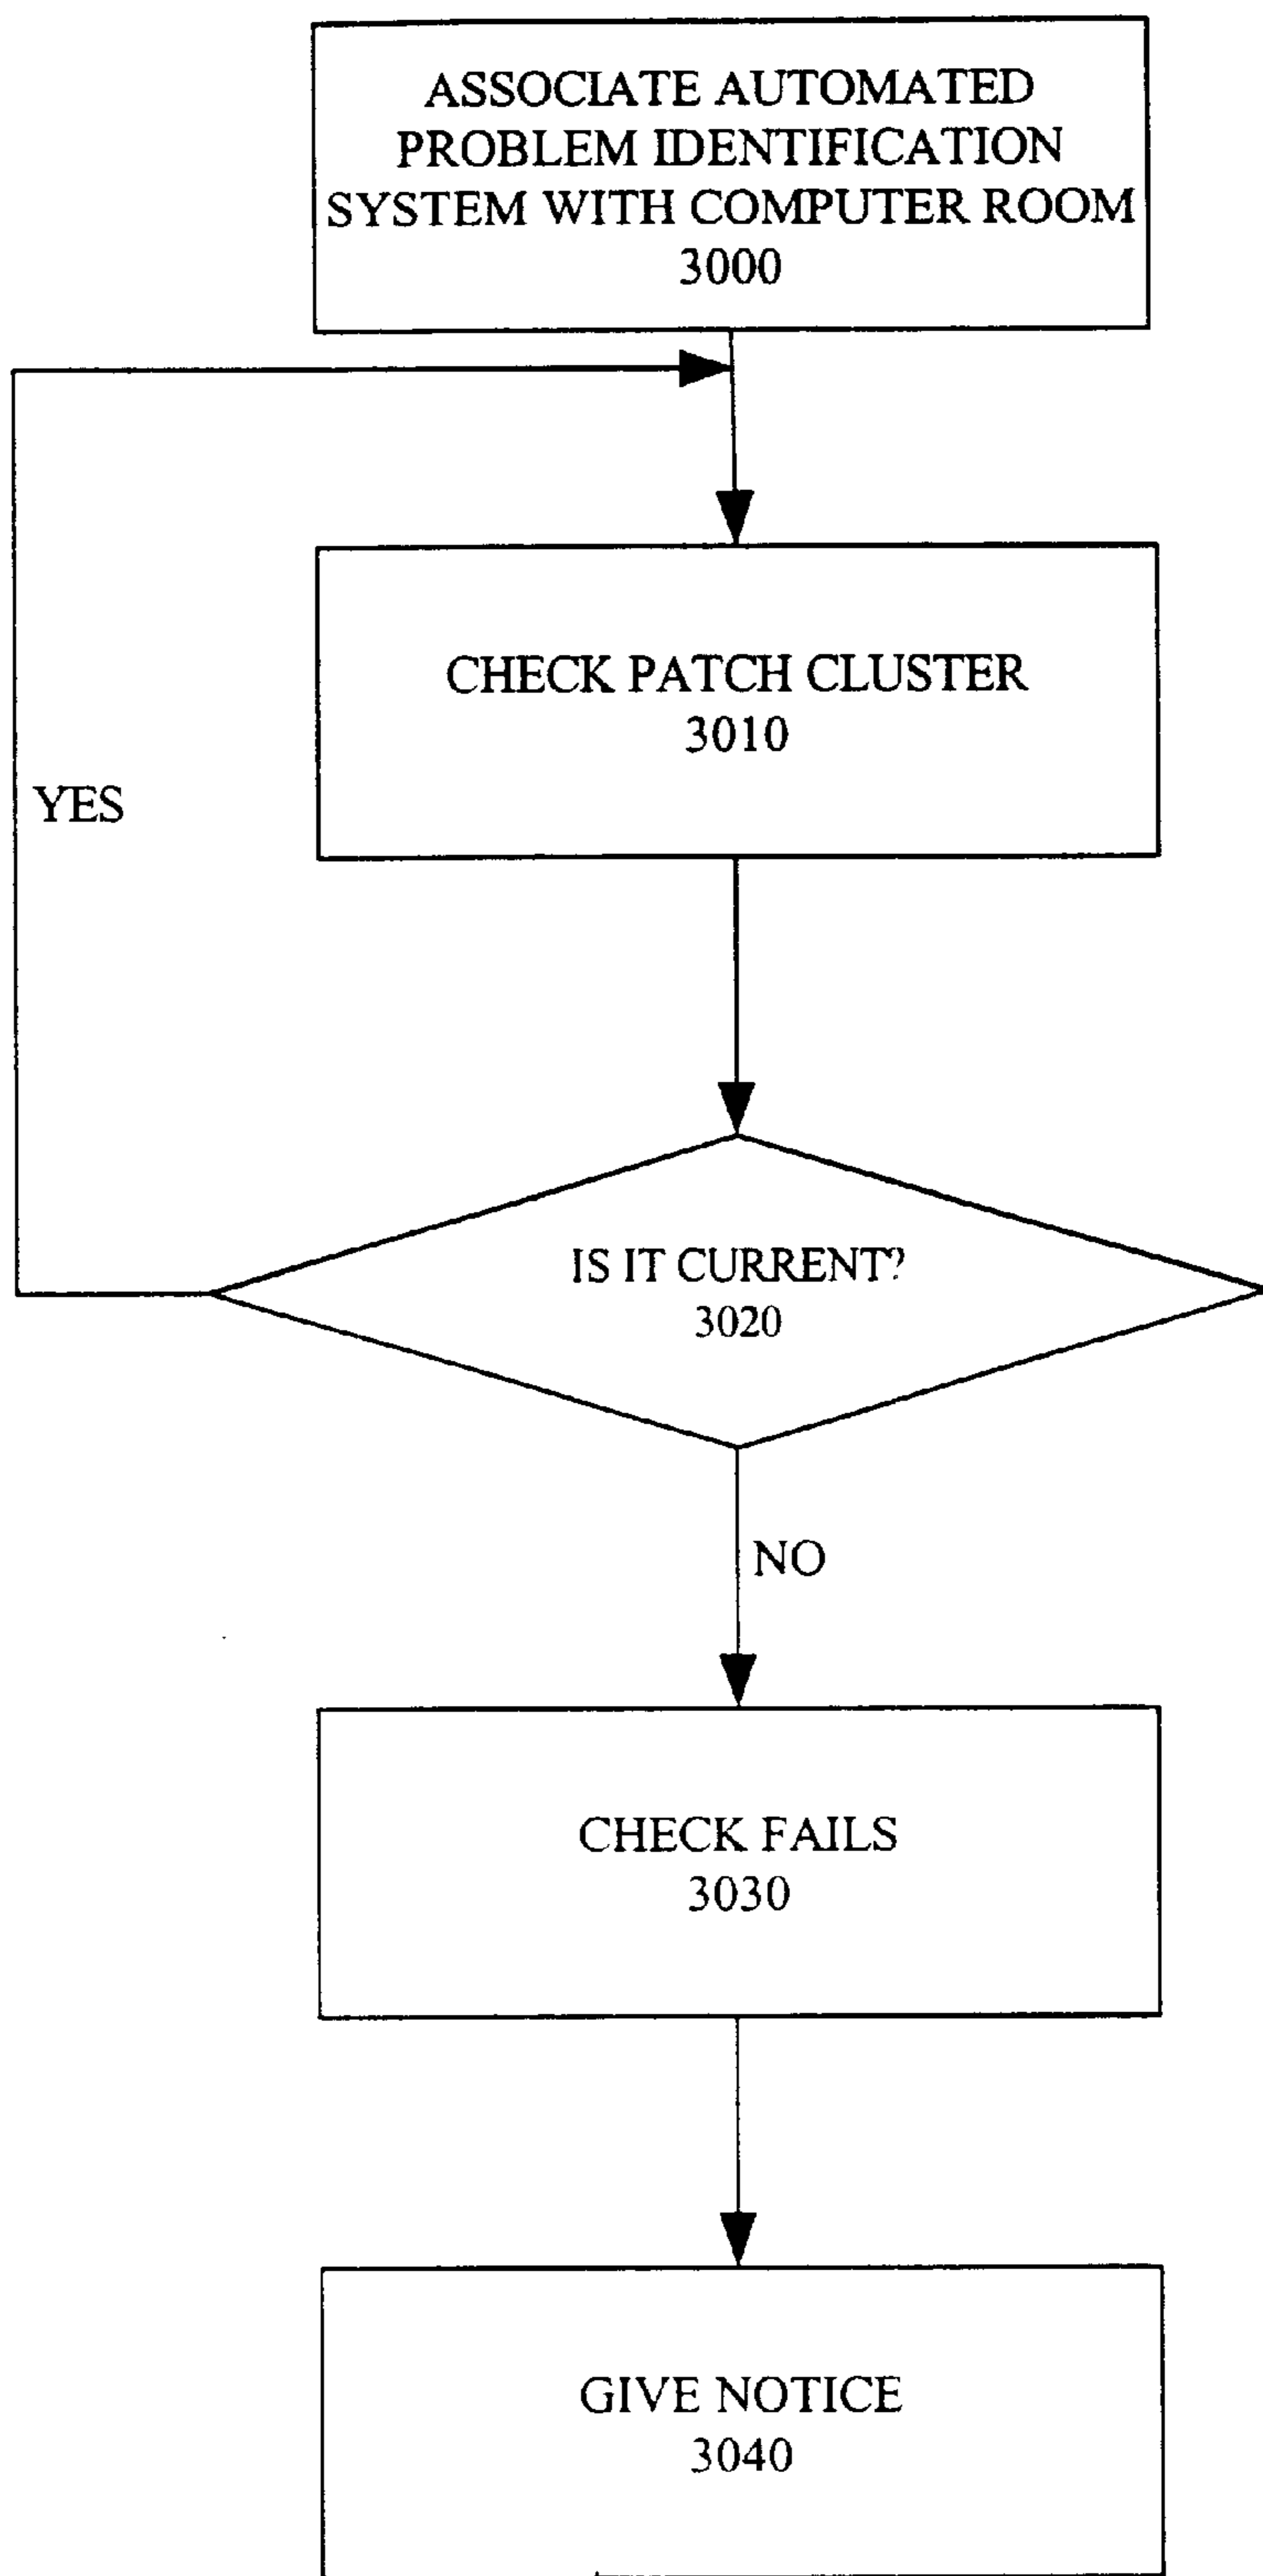 ASSOCIATE AUTOMATED
PROBLEM IDENTIFICATION
SYSTEM WITH COMPUTER ROOM
3000
CHECK PATCH CLUSTER
3010
YES
IS IT CURRENT?
3020
NO
CHECK FAILS
3030
GIVE NOTICE
3040